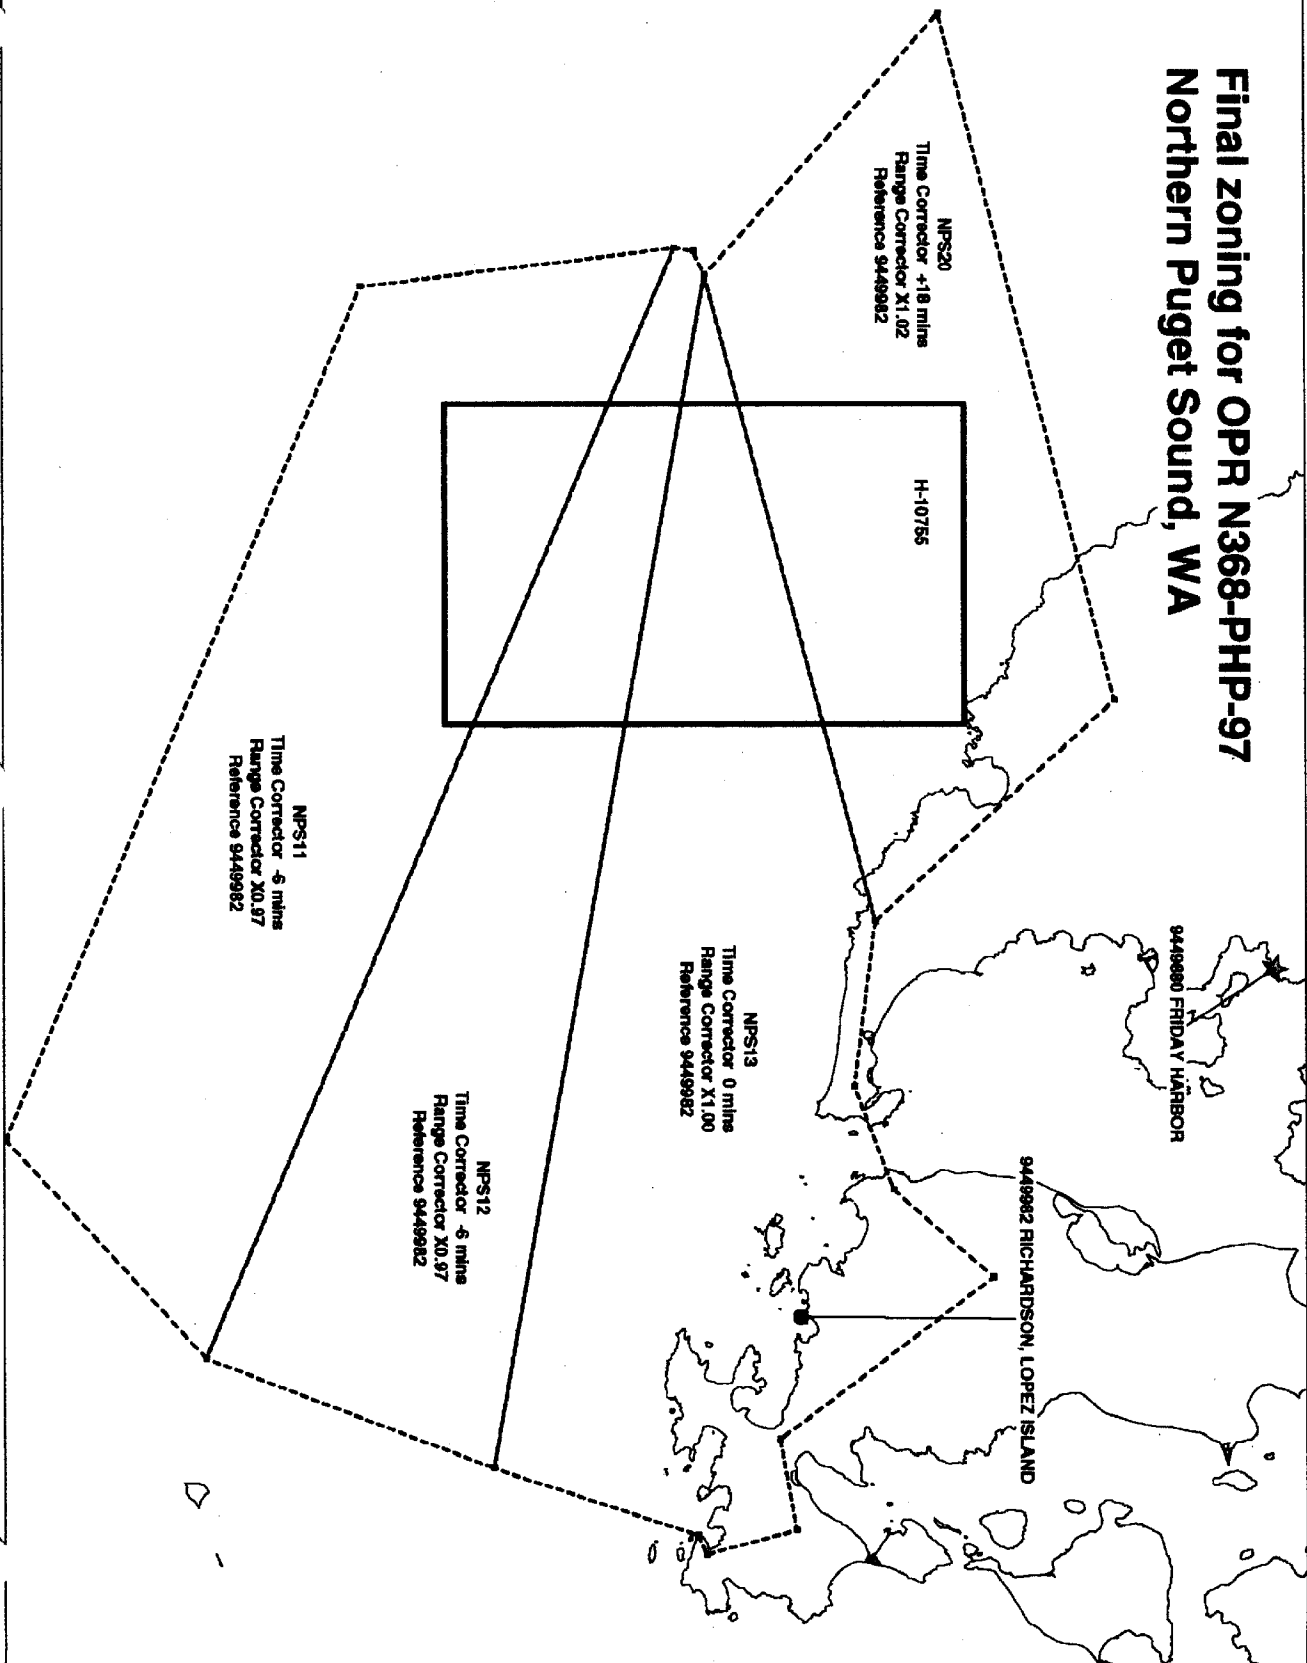 Final zoning for OPR N368-PHP-97
Northern Puget Sound, WA
NPS20
Time Corrector +18 mins
Range Corrector X1.02
Reference 9449982
H-10755
9449880 FRIDAY HARBOR
9449982 RICHARDSON, LOPEZ ISLAND
NPS13
Time Corrector 0 mins
Range Corrector X1.00
Reference 9449982
NPS12
Time Corrector -6 mins
Range Corrector X0.97
Reference 9449982
NPS11
Time Corrector -6 mins
Range Corrector X0.97
Reference 9449982